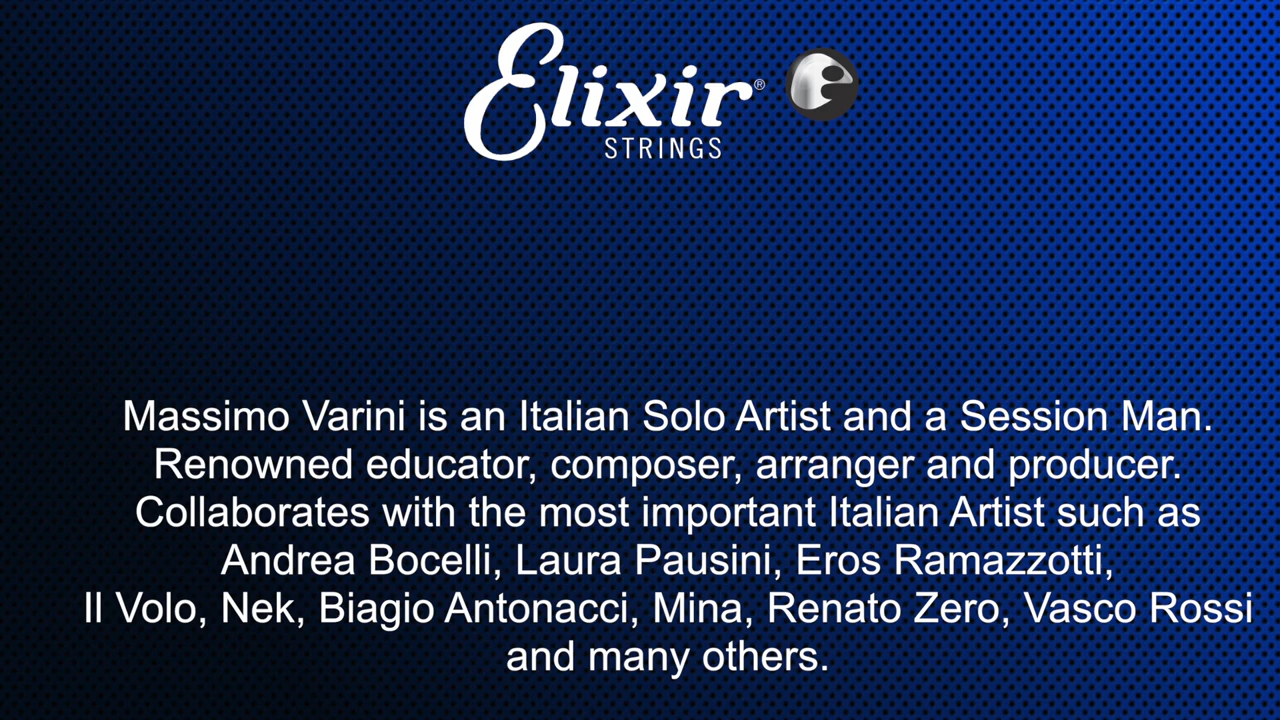 Elixir®
STRINGS
Massimo Varini is an Italian Solo Artist and a Session Man.
Renowned educator, composer, arranger and producer.
Collaborates with the most important Italian Artist such as
Andrea Bocelli, Laura Pausini, Eros Ramazzotti,
Il Volo, Nek, Biagio Antonacci, Mina, Renato Zero, Vasco Rossi
and many others.